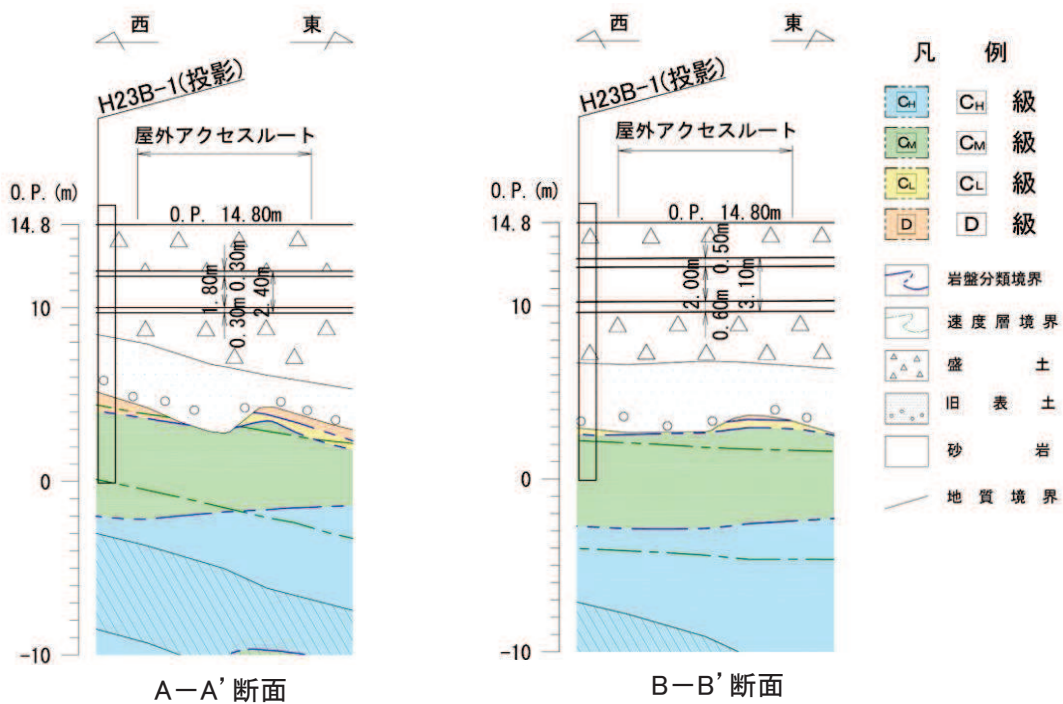 西 東
H23B-1(投影)
屋外アクセスルート
O.P.(m)
14.8
O.P. 14.80m
0.30m
1.80m
2.40m
0.30m
10
0
-10
A-A'断面
西 東
H23B-1(投影)
屋外アクセスルート
O.P.(m)
14.8
O.P. 14.80m
0.50m
2.00m
3.10m
0.60m
10
0
-10
B-B'断面
凡 例
CH CH 級
CM CM 級
CL CL 級
D D 級
岩盤分類境界
速度層境界
盛 土
旧 表 土
砂 岩
地 質 境 界